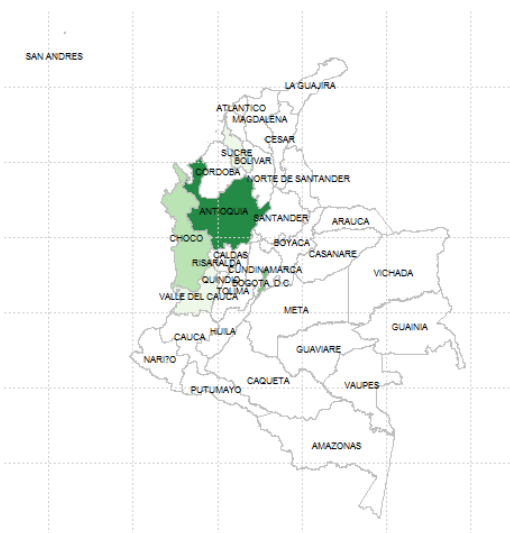 SAN ANDRES
LA GUAJIRA
ATLANTICO
MAGDALENA
CESAR
SUCRE
BOLIVAR
CORDOBA
NORTE DE SANTANDER
ANTIOQUIA
SANTANDER
ARAUCA
CHOCO
BOYACA
CALDAS
CASANARE
RISARALDA
CUNDINAMARCA
VICHADA
QUINDIO
BOGOTA, D.C.
TOLIMA
VALLE DEL CAUCA
META
GUAINIA
HUILA
CAUCA
GUAVIARE
NARI?O
CAQUETA
VAUPES
PUTUMAYO
AMAZONAS